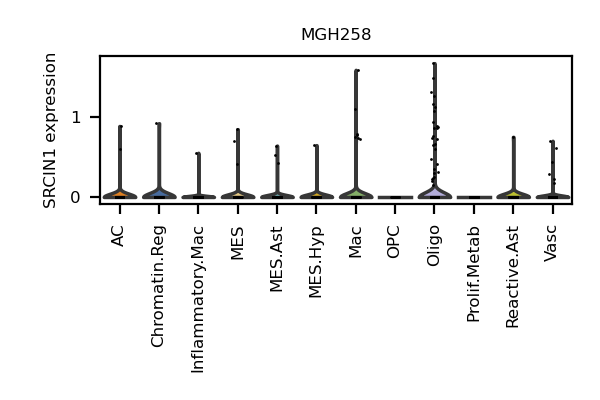 MGH258
SRCIN1 expression
1
0
AC
Chromatin.Reg
Inflammatory.Mac
MES
MES.Ast
MES.Hyp
Mac
OPC
Oligo
Prolif.Metab
Reactive.Ast
Vasc